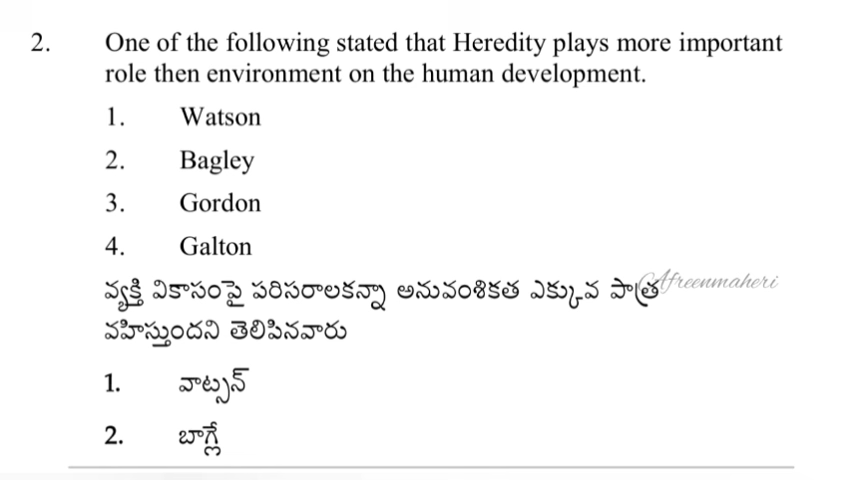 2. One of the following stated that Heredity plays more important
role then environment on the human development.
1. Watson
2. Bagley
3. Gordon
4. Galton
వ్యక్తి వికాసంపై పరిసరాలకన్నా అనువంశికత ఎక్కువ పాత్ర
Afreenmaheri
వహిస్తుందని తెలిపినవారు
1. వాట్సన్
2. బాగ్లే